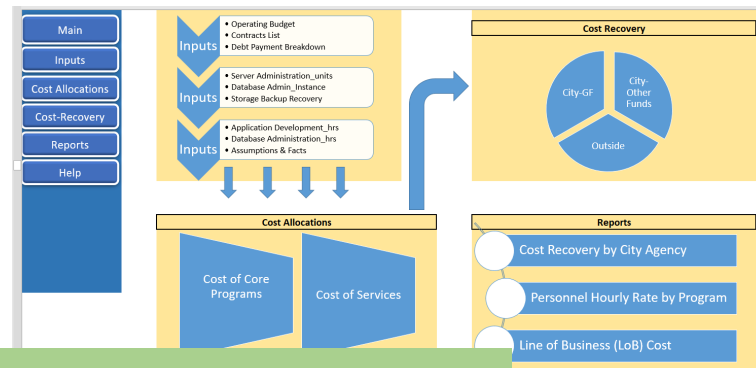 Main
Inputs
Cost Allocations
Cost-Recovery
Reports
Help
Inputs
• Operating Budget
• Contracts List
• Debt Payment Breakdown
Inputs
• Server Administration_units
• Database Admin_Instance
• Storage Backup Recovery
Inputs
• Application Development_hrs
• Database Administration_hrs
• Assumptions & Facts
Cost Allocations
Cost of Core
Programs
Cost of Services
Cost Recovery
City-GF
City-
Other
Funds
Outside
Reports
Cost Recovery by City Agency
Personnel Hourly Rate by Program
Line of Business (LoB) Cost